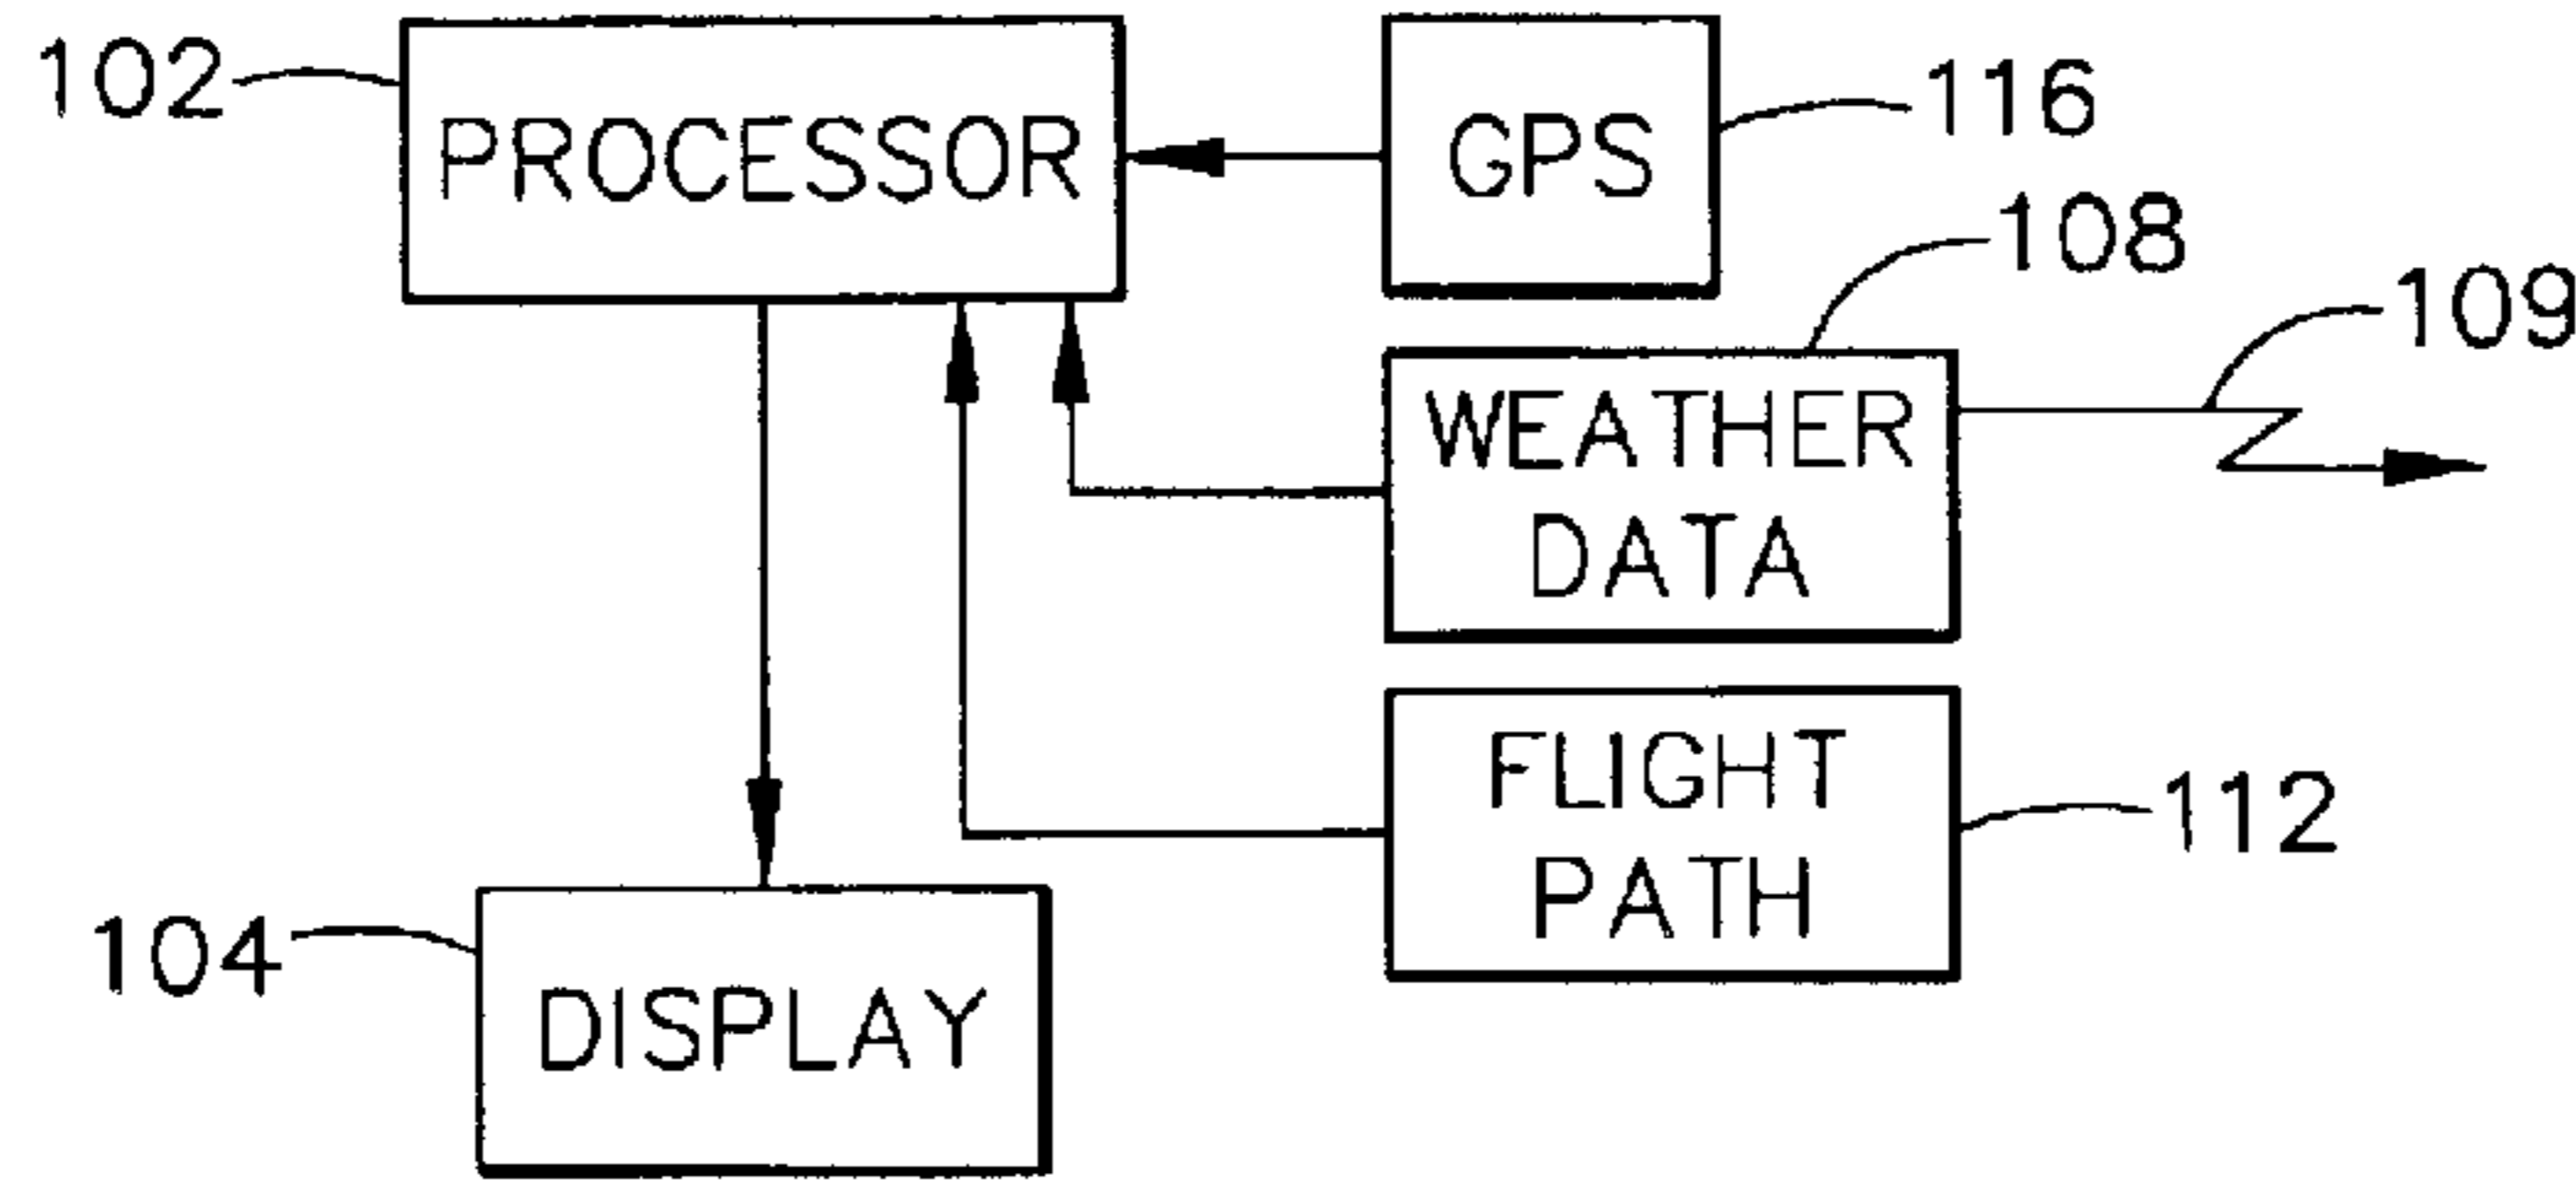 102
PROCESSOR
GPS
116
108
109
WEATHER
DATA
FLIGHT
PATH
112
104
DISPLAY